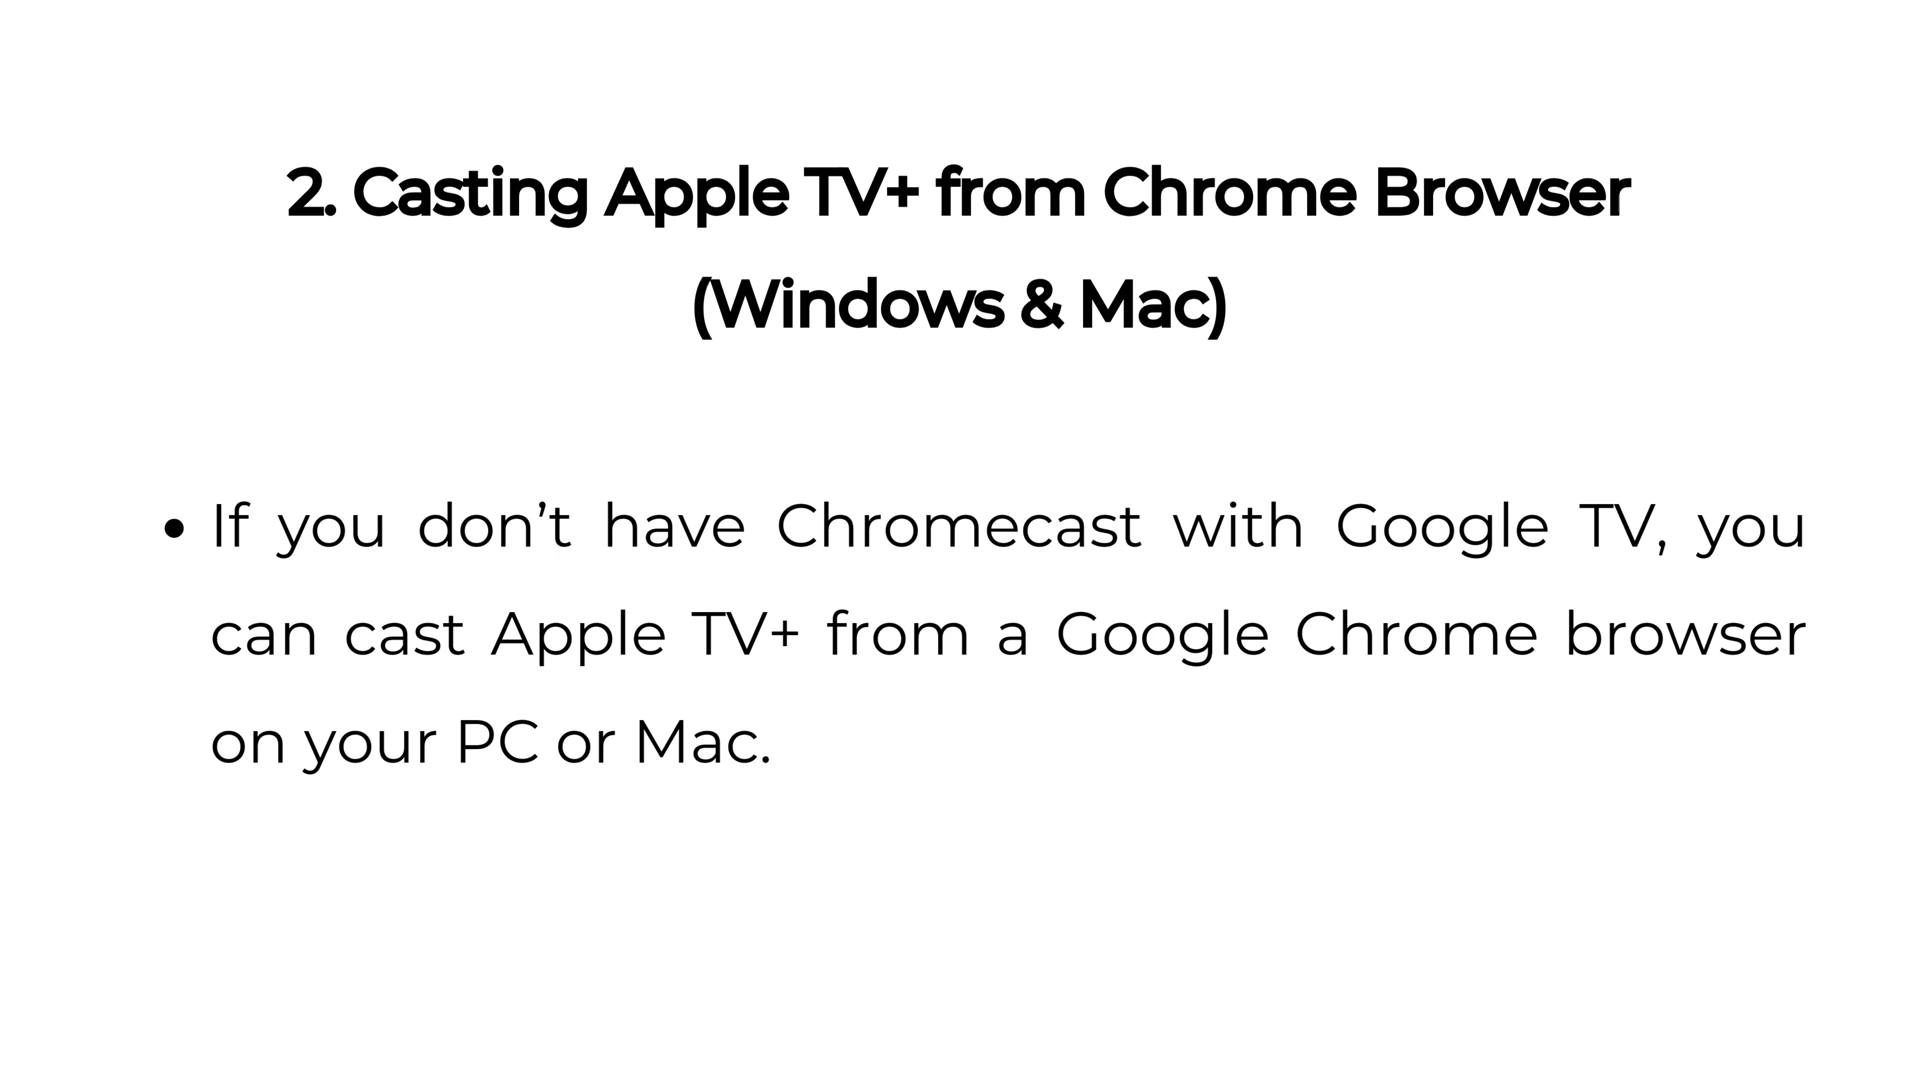 2. Casting Apple TV+ from Chrome Browser
(Windows & Mac)
• If you don’t have Chromecast with Google TV, you
can cast Apple TV+ from a Google Chrome browser
on your PC or Mac.